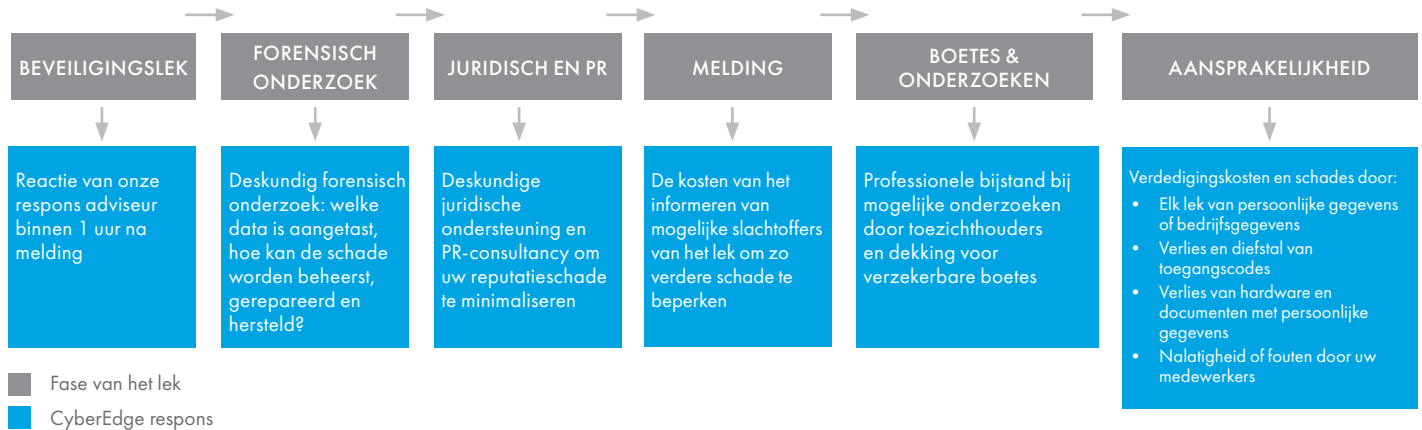 BEVEILIGINGSLEK
FORENSISCH
ONDERZOEK
JURIDISCH EN PR
MELDING
BOETES &
ONDERZOEKEN
AANSPRAKELIJKHEID
Reactie van onze
respons adviseur
binnen 1 uur na
melding
Deskundig forensisch
onderzoek: welke
data is aangetast,
hoe kan de schade
worden beheerst,
gerepareerd en
hersteld?
Deskundige
juridische
ondersteuning en
PR-consultancy om
uw reputatieschade
te minimaliseren
De kosten van het
informeren van
mogelijke slachtoffers
van het lek om zo
verdere schade te
beperken
Professionele bijstand bij
mogelijke onderzoeken
door toezichthouders
en dekking voor
verzekerbare boetes
Verdedigingskosten en schades door:
• Elk lek van persoonlijke gegevens
of bedrijfsgegevens
• Verlies en diefstal van
toegangscodes
• Verlies van hardware en
documenten met persoonlijke
gegevens
• Nalatigheid of fouten door uw
medewerkers
Fase van het lek
CyberEdge respons